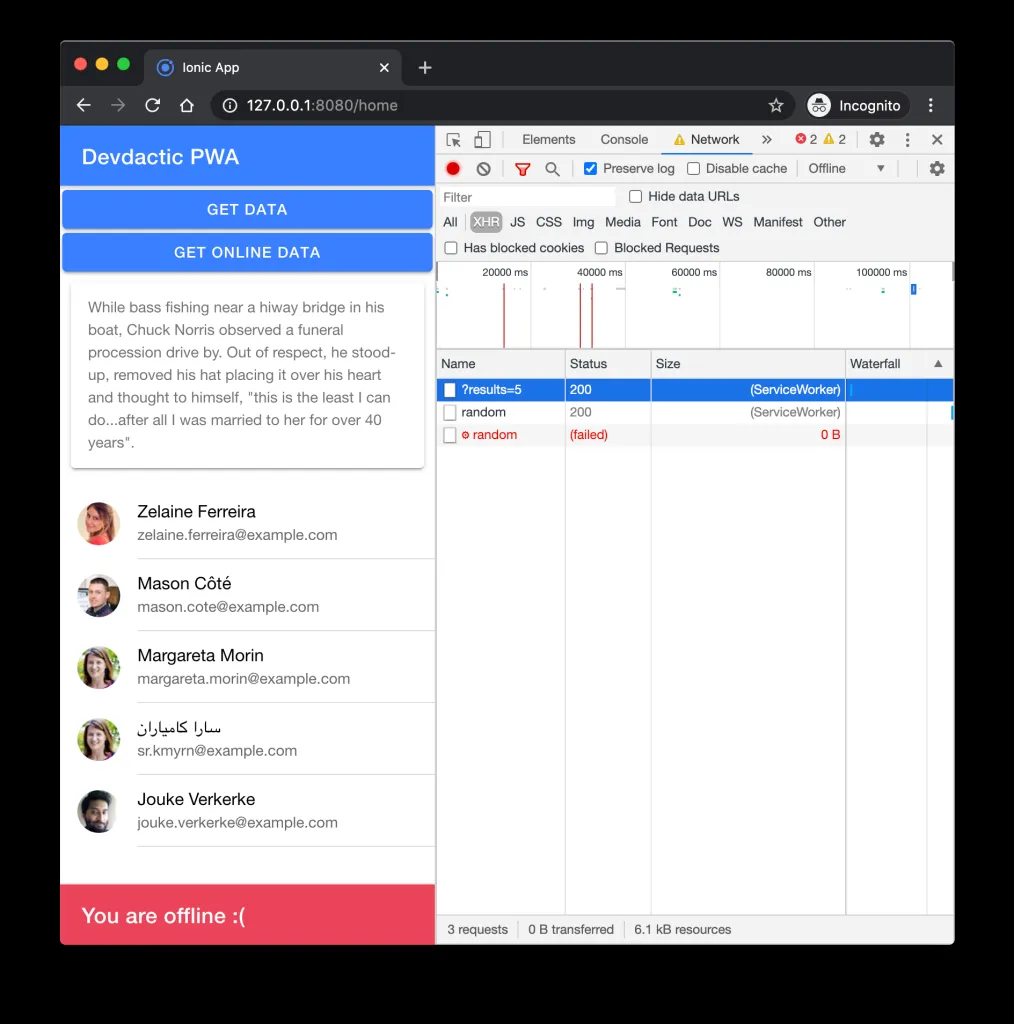 Ionic App
127.0.0.1:8080/home
Incognito
Devdactic PWA
GET DATA
GET ONLINE DATA
While bass fishing near a hiway bridge in his
boat, Chuck Norris observed a funeral
procession drive by. Out of respect, he stood-
up, removed his hat placing it over his heart
and thought to himself, "this is the least I can
do...after all I was married to her for over 40
years".
Zelaine Ferreira
zelaine.ferreira@example.com
Mason Côté
mason.cote@example.com
Margareta Morin
margareta.morin@example.com
سارا کامیاران
sr.kmyrn@example.com
Jouke Verkerke
jouke.verkerke@example.com
You are offline :(
Elements Console Network » 2 2
Preserve log Disable cache Offline
Filter Hide data URLs
All XHR JS CSS Img Media Font Doc WS Manifest Other
Has blocked cookies Blocked Requests
20000 ms 40000 ms 60000 ms 80000 ms 100000 ms
Name Status Size Waterfall
?results=5 200 (ServiceWorker)
random 200 (ServiceWorker)
random (failed) 0 B
3 requests 0 B transferred 6.1 kB resources